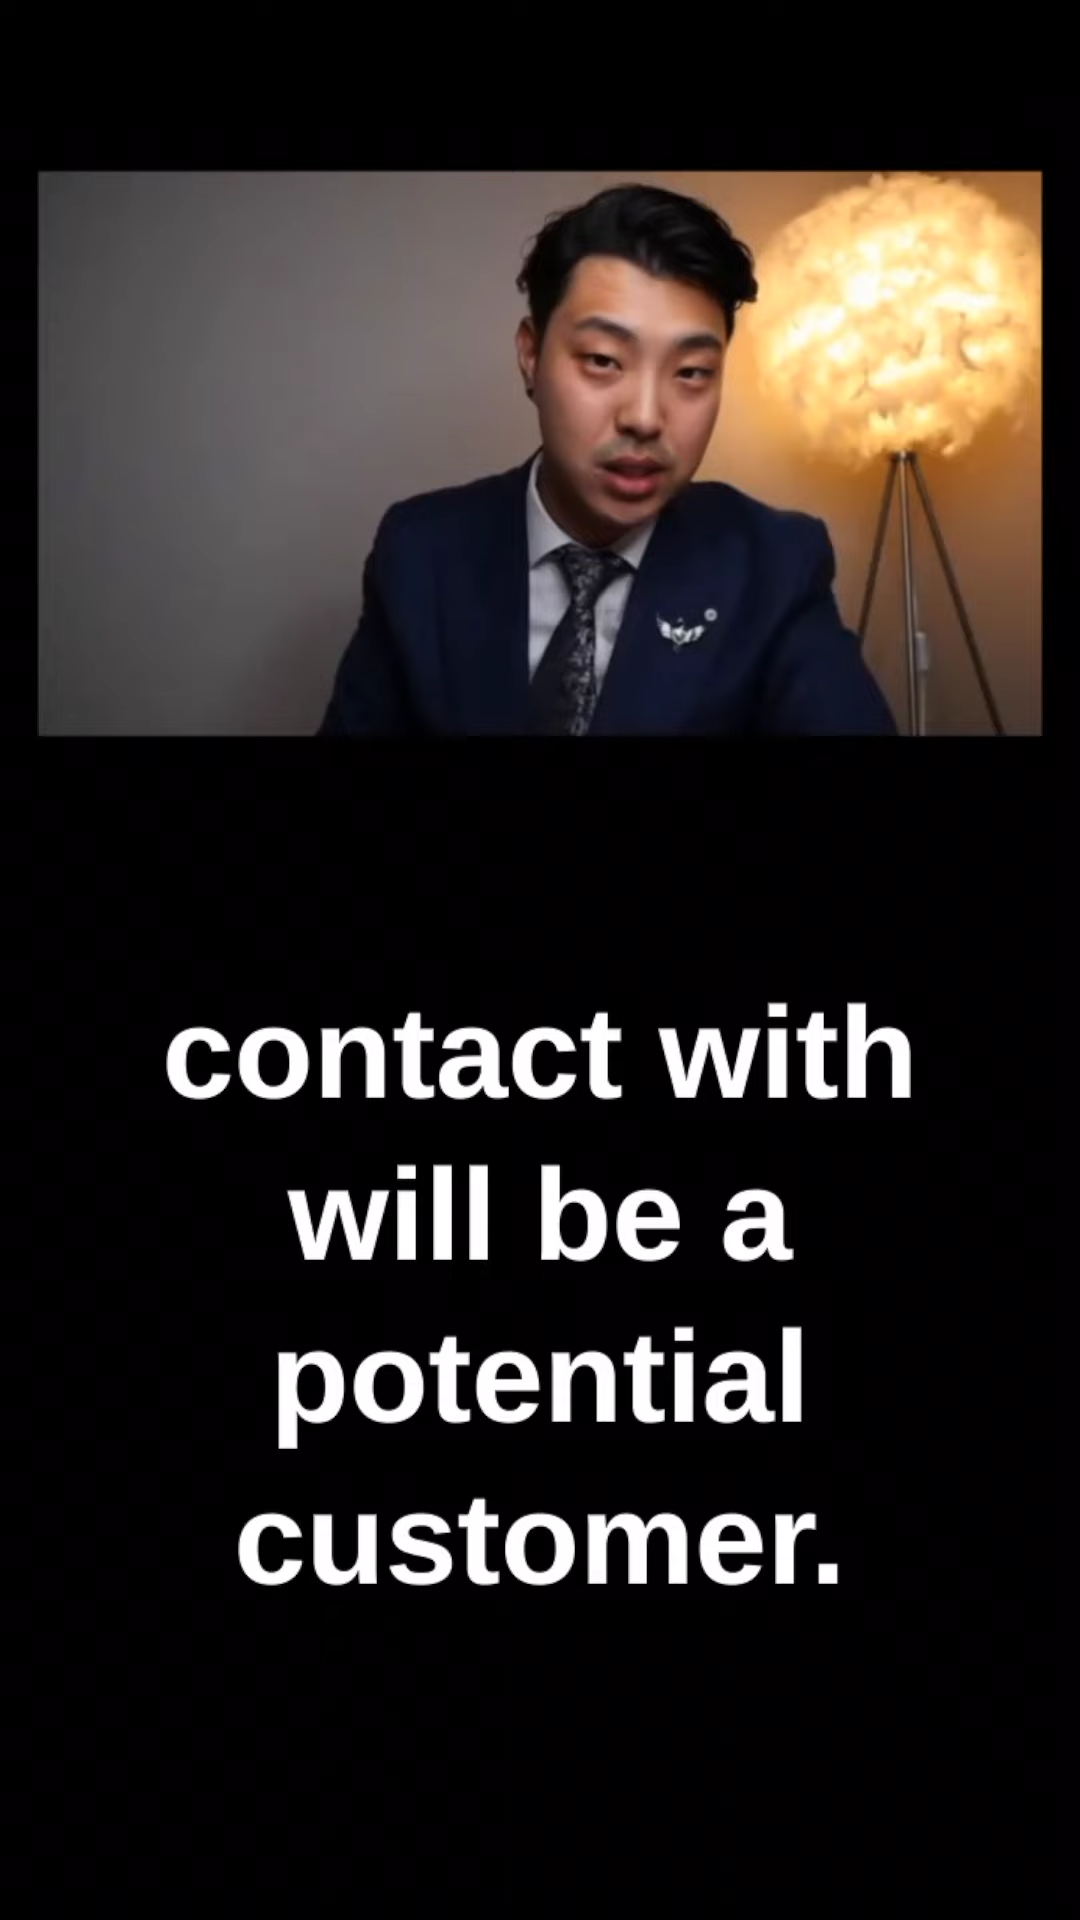 contact with
will be a
potential
customer.